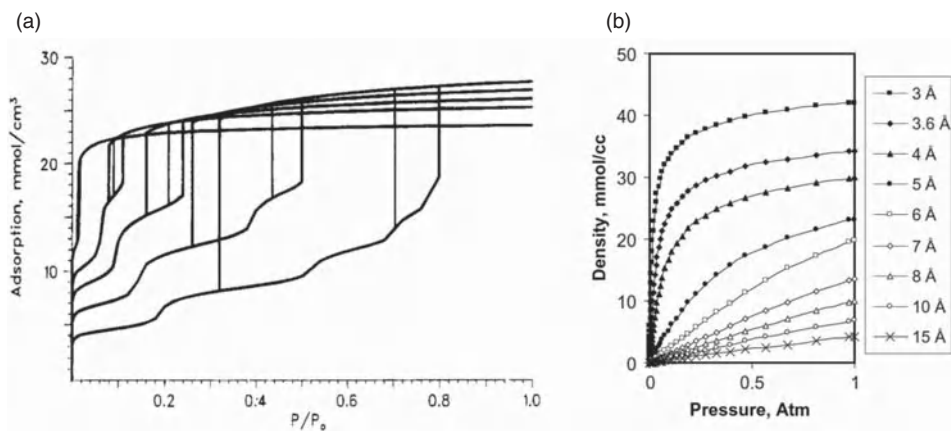 (a)
Adsorption, mmol/cm³
30
20
10
0.2
0.4
0.6
0.8
1.0
P/P₀
(b)
Density, mmol/cc
50
40
30
20
10
0
0
0.5
1
Pressure, Atm
3 Å
3.6 Å
4 Å
5 Å
6 Å
7 Å
8 Å
10 Å
15 Å